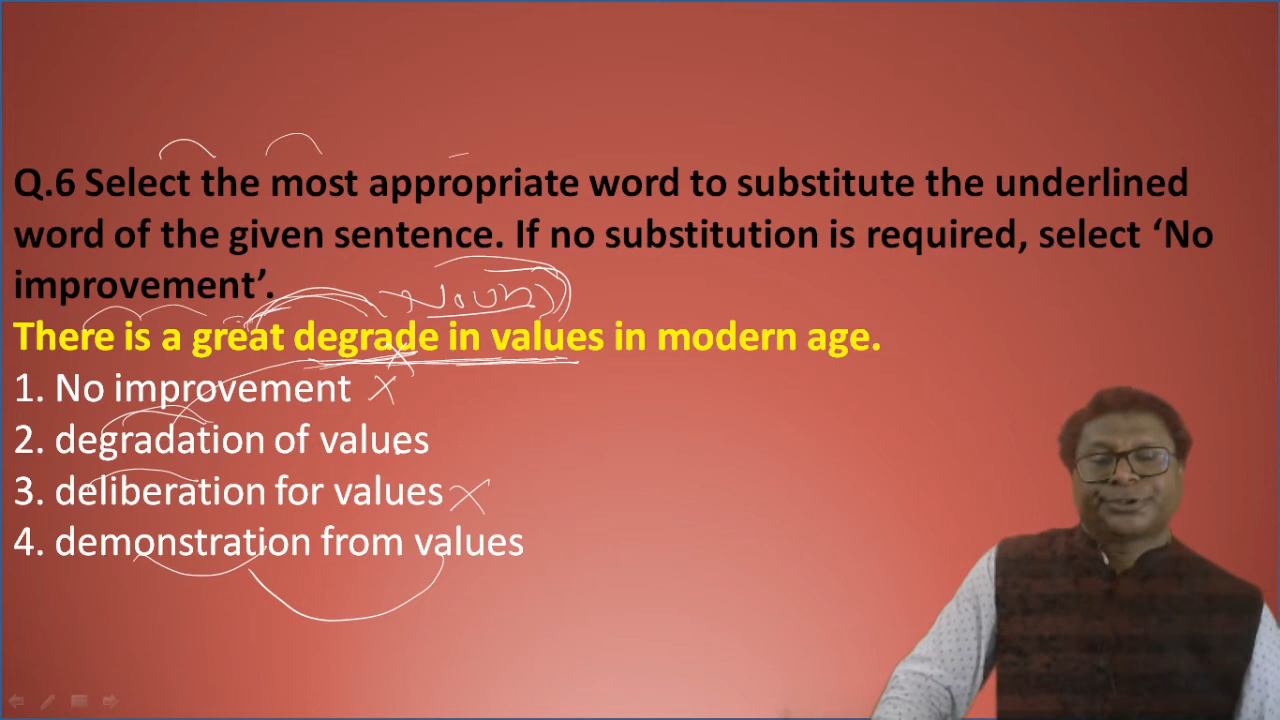 Q.6 Select the most appropriate word to substitute the underlined
word of the given sentence. If no substitution is required, select ‘No
improvement’.
Noun
There is a great degrade in values in modern age.
1. No improvement
2. degradation of values
3. deliberation for values
4. demonstration from values